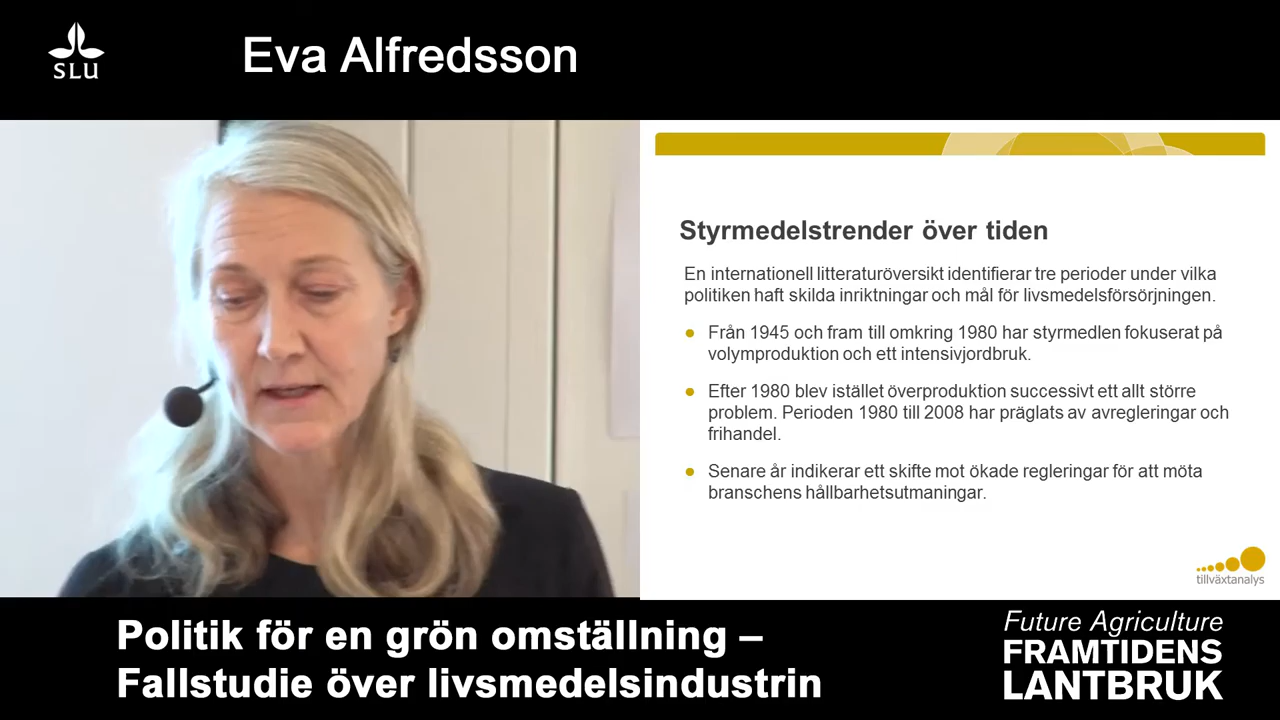 SLU
Eva Alfredsson
Styrmedelstrender över tiden
En internationell litteraturöversikt identifierar tre perioder under vilka
politiken haft skilda inriktningar och mål för livsmedelsförsörjningen.
Från 1945 och fram till omkring 1980 har styrmedlen fokuserat på
volymproduktion och ett intensivjordbruk.
Efter 1980 blev istället överproduktion successivt ett allt större
problem. Perioden 1980 till 2008 har präglats av avregleringar och
frihandel.
Senare år indikerar ett skifte mot ökade regleringar för att möta
branschens hållbarhetsutmaningar.
tillväxtanalys
Politik för en grön omställning –
Fallstudie över livsmedelsindustrin
Future Agriculture
FRAMTIDENS
LANTBRUK